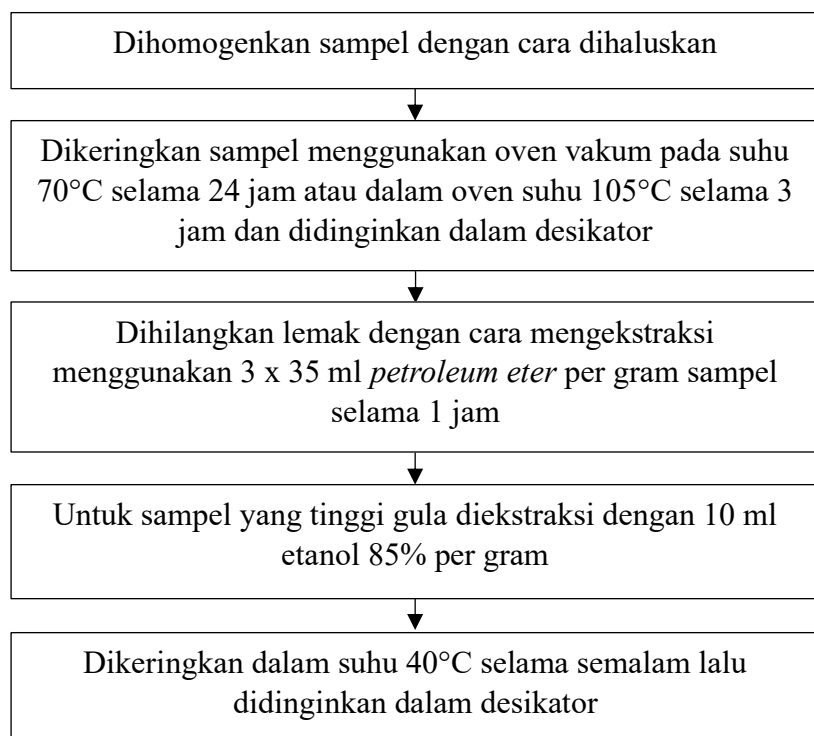 Dihomogenkan sampel dengan cara dihaluskan
Dikeringkan sampel menggunakan oven vakum pada suhu
70°C selama 24 jam atau dalam oven suhu 105°C selama 3
jam dan didinginkan dalam desikator
Dihilangkan lemak dengan cara mengekstraksi
menggunakan 3 x 35 ml petroleum eter per gram sampel
selama 1 jam
Untuk sampel yang tinggi gula diekstraksi dengan 10 ml
etanol 85% per gram
Dikeringkan dalam suhu 40°C selama semalam lalu
didinginkan dalam desikator